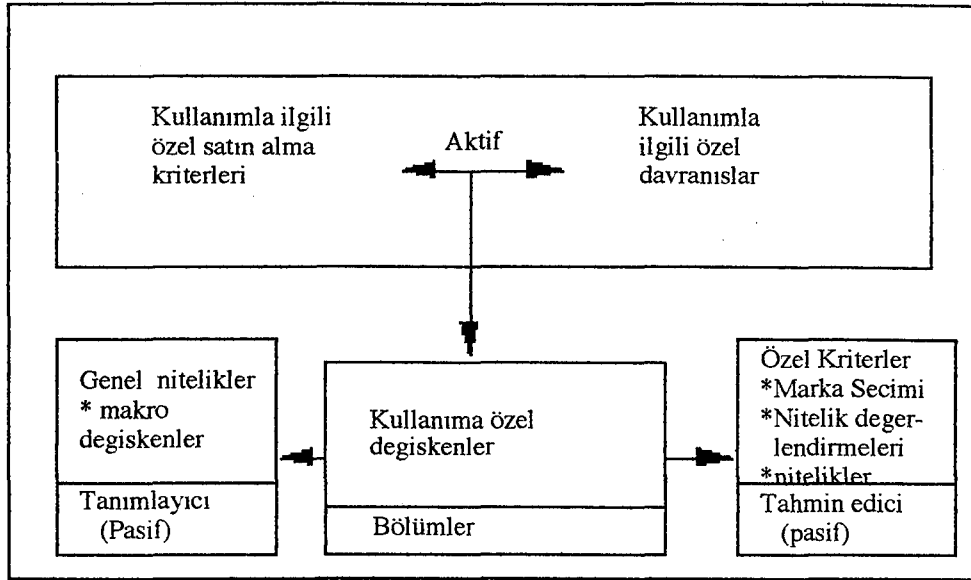 Kullanımla ilgili
özel satın alma
kriterleri
Aktif
Kullanımla
ilgili özel
davranıslar
Genel nitelikler
* makro
degiskenler
Tanımlayıcı
(Pasif)
Kullanıma özel
degiskenler
Bölümler
Özel Kriterler
*Marka Secimi
*Nitelik deger-
lendirmeleri
*nitelikler
Tahmin edici
(pasif)